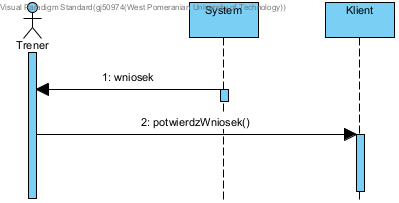 Visual Paradigm Standard(gj50974(West Pomeranian University of Technology))
System
Klient
Trener
1: wniosek
2: potwierdzWniosek()